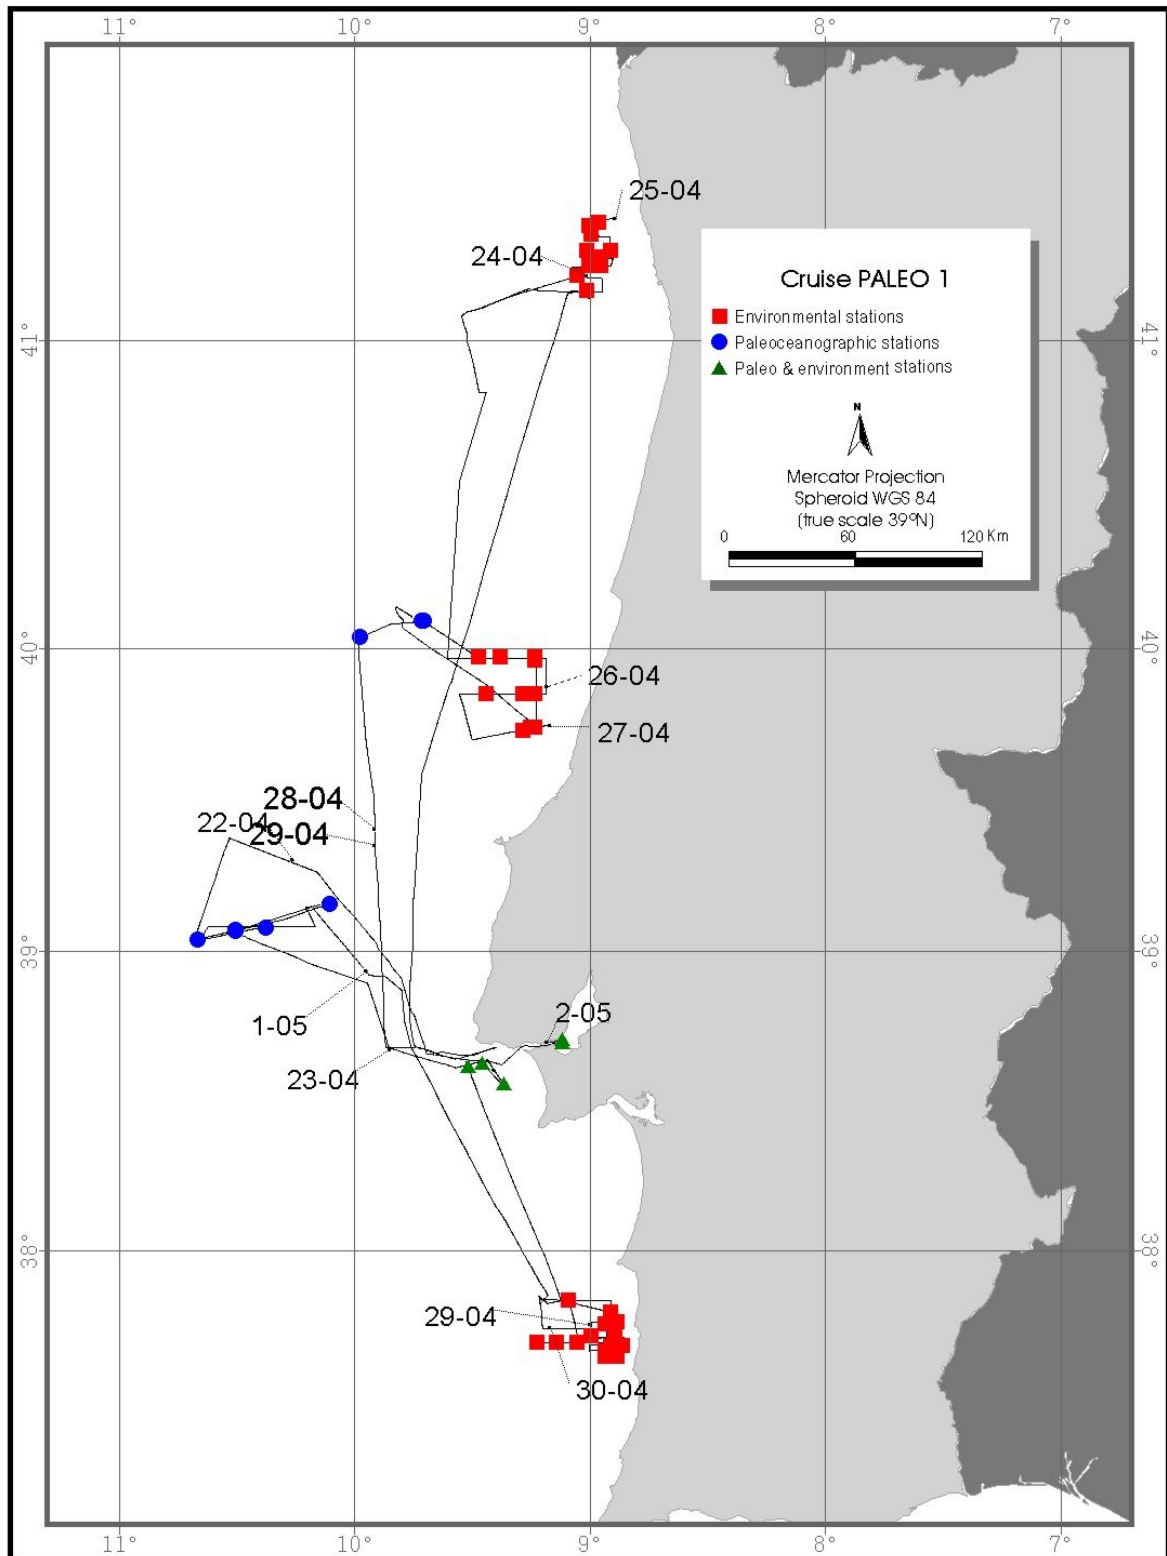 11° 10° 9° 8° 7°
25-04
24-04
Cruise PALEO 1
Environmental stations
Paleoceanographic stations
Paleo & environment stations
41° 41°
N
Mercator Projection
Spheroid WGS 84
(true scale 39ºN)
0 60 120 Km
40° 40°
26-04
27-04
28-04
22-04
29-04
39° 39°
1-05
2-05
23-04
38° 38°
29-04
30-04
11° 10° 9° 8° 7°